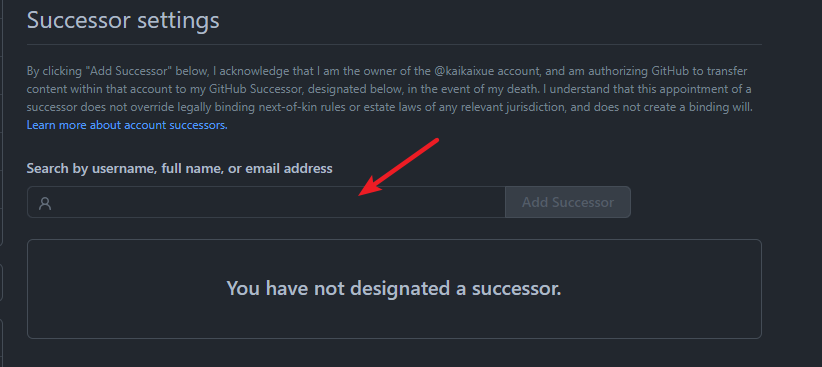 Successor settings
By clicking "Add Successor" below, I acknowledge that I am the owner of the @kaikaixue account, and am authorizing GitHub to transfer
content within that account to my GitHub Successor, designated below, in the event of my death. I understand that this appointment of a
successor does not override legally binding next-of-kin rules or estate laws of any relevant jurisdiction, and does not create a binding will.
Learn more about account successors.
Search by username, full name, or email address
Add Successor
You have not designated a successor.